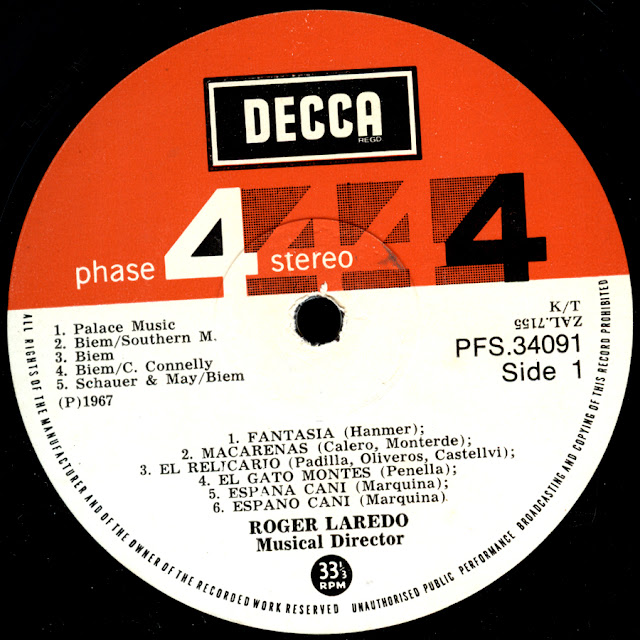 DECCA
REGD
phase 4 stereo 4
1. Palace Music
2. Biem/Southern M.
3. Biem
4. Biem/C. Connelly
5. Schauer & May/Biem
(P)1967
K/T
ZAL.7155
PFS.34091
Side 1
1. FANTASIA (Hanmer);
2. MACARENAS (Calero, Monterde);
3. EL RELICARIO (Padilla, Oliveros, Castellvi);
4. EL GATO MONTES (Penella);
5. ESPANA CANI (Marquina);
6. ESPANO CANI (Marquina)
ROGER LAREDO
Musical Director
33 1/3
RPM
ALL RIGHTS OF THE MANUFACTURER AND OF THE OWNER OF THE RECORDED WORK RESERVED UNAUTHORISED PUBLIC PERFORMANCE BROADCASTING AND COPYING OF THIS RECORD PROHIBITED